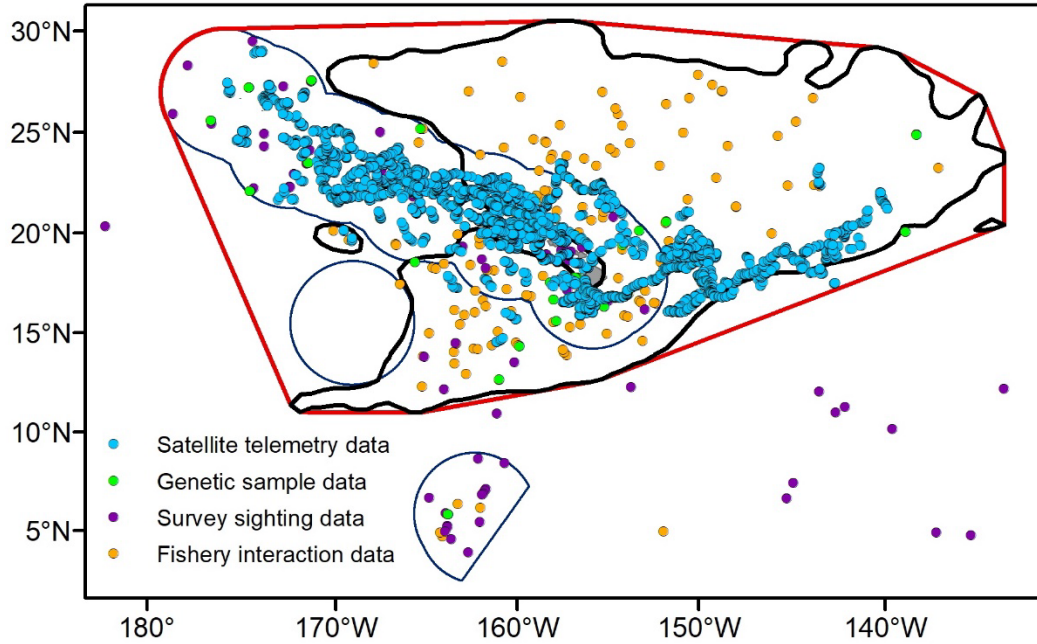 30°N
25°N
20°N
15°N
10°N
5°N
Satellite telemetry data
Genetic sample data
Survey sighting data
Fishery interaction data
180° 170°W 160°W 150°W 140°W